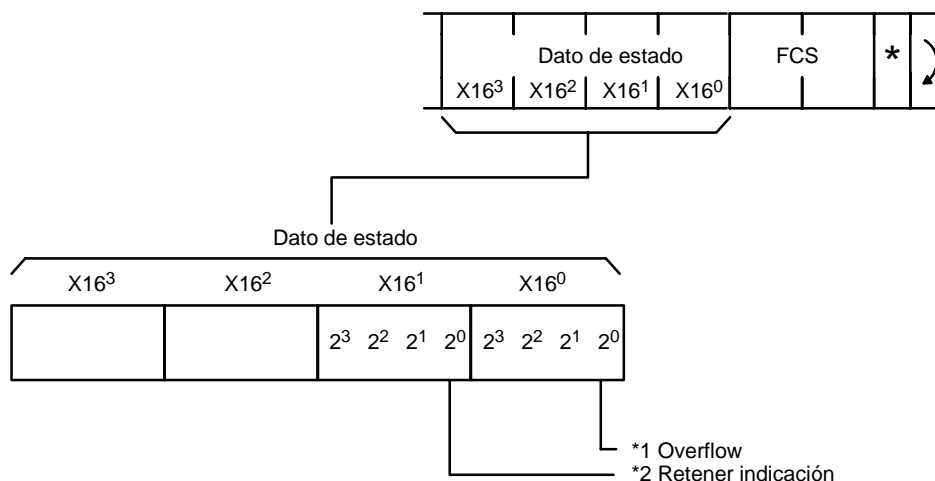 Dato de estado FCS *
X16³ X16² X16¹ X16⁰
Dato de estado
X16³ X16² X16¹ X16⁰
2³ 2² 2¹ 2⁰ 2³ 2² 2¹ 2⁰
*1 Overflow
*2 Retener indicación